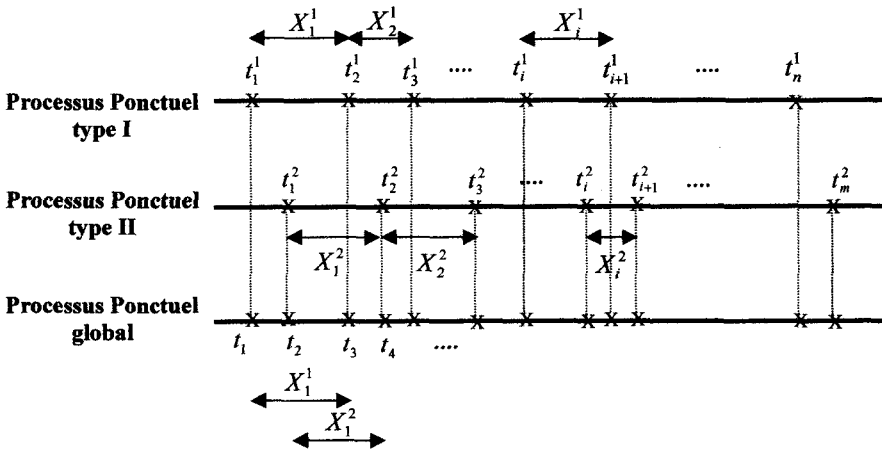 X_1^1 X_2^1 X_i^1
t_1^1 t_2^1 t_3^1 .... t_i^1 t_{i+1}^1 .... t_n^1
Processus Ponctuel
type I
t_1^2 t_2^2 t_3^2 .... t_i^2 t_{i+1}^2 .... t_m^2
Processus Ponctuel
type II
X_1^2 X_2^2 X_i^2
Processus Ponctuel
global
t_1 t_2 t_3 t_4 ....
X_1^1
X_1^2